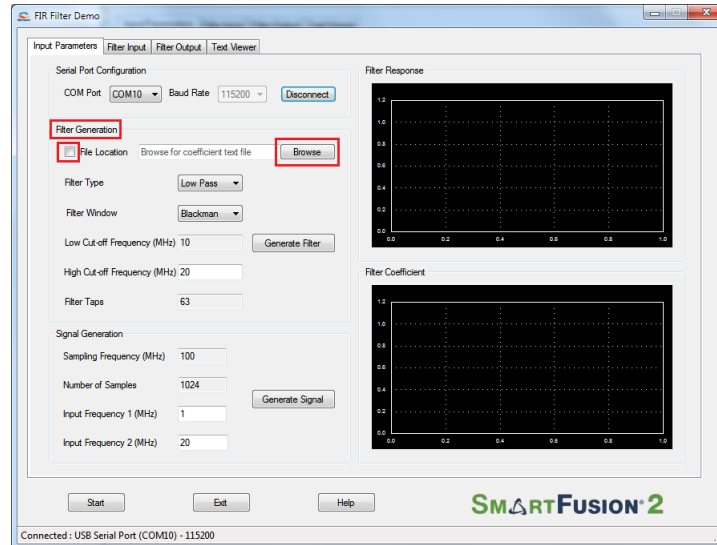 FIR Filter Demo
Input Parameters Filter Input Filter Output Text Viewer
Serial Port Configuration
COM Port COM10 Baud Rate 115200 Disconnect
Filter Generation
File Location Browse for coefficient text file Browse
Filter Type Low Pass
Filter Window Blackman
Low Cut-off Frequency (MHz) 10 Generate Filter
High Cut-off Frequency (MHz) 20
Filter Taps 63
Signal Generation
Sampling Frequency (MHz) 100
Number of Samples 1024
Generate Signal
Input Frequency 1 (MHz) 1
Input Frequency 2 (MHz) 20
Filter Response
1.2
1.0
0.8
0.6
0.4
0.2
0.0
0.0 0.2 0.4 0.6 0.8 1.0
Filter Coefficient
1.2
1.0
0.8
0.6
0.4
0.2
0.0
0.0 0.2 0.4 0.6 0.8 1.0
Start Exit Help
SMARTFUSION 2
Connected : USB Serial Port (COM10) - 115200